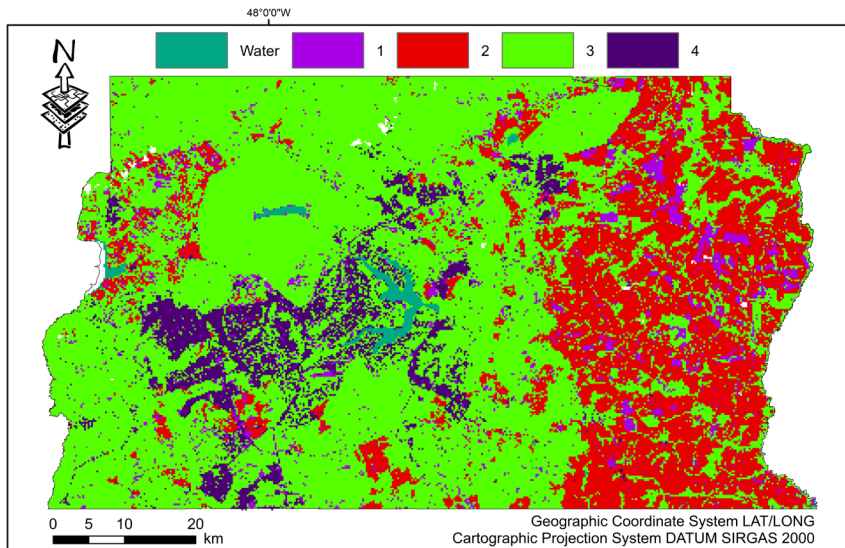 48°0'0"W
N
Water 1 2 3 4
0 5 10 20
km
Geographic Coordinate System LAT/LONG
Cartographic Projection System DATUM SIRGAS 2000